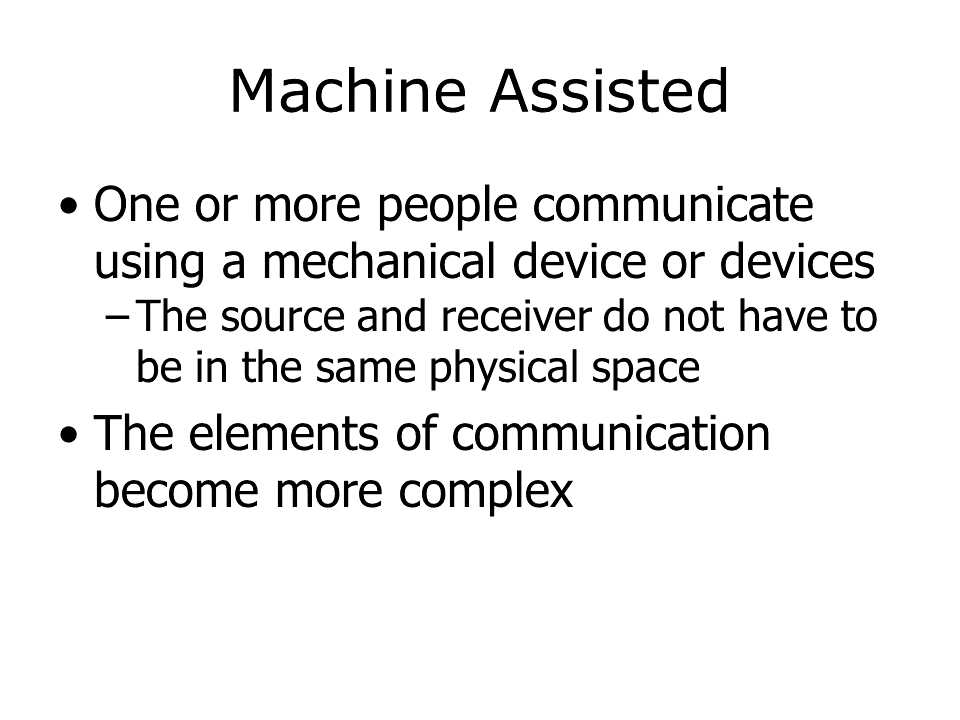 Machine Assisted
• One or more people communicate
using a mechanical device or devices
– The source and receiver do not have to
be in the same physical space
• The elements of communication
become more complex